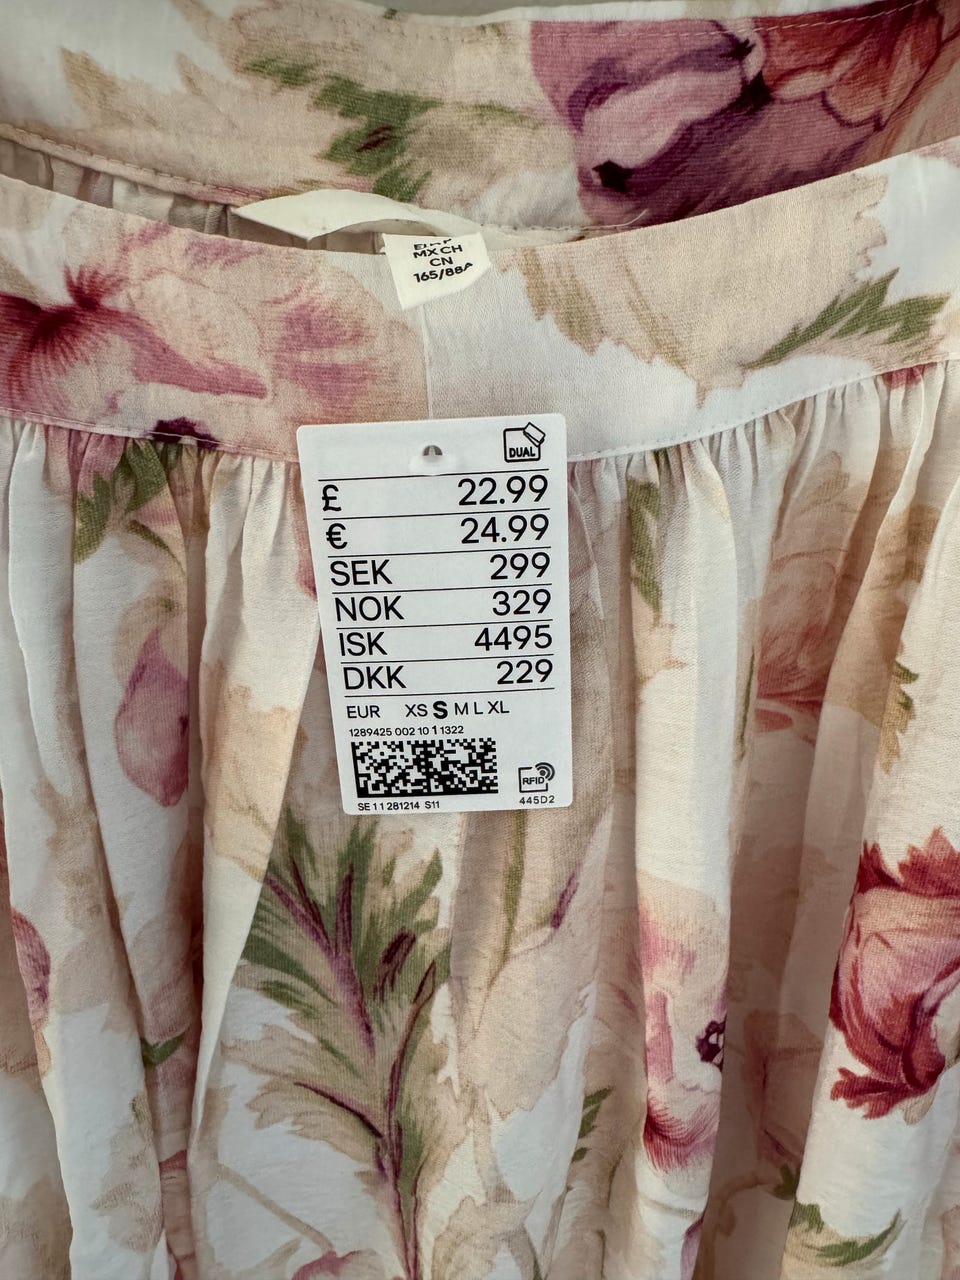 MX CH
CN
165/88A
DUAL
£ 22.99
€ 24.99
SEK 299
NOK 329
ISK 4495
DKK 229
EUR XS S M L XL
1289425 002 10 1 1322
RFID
SE 1 1 281214 S11
445D2